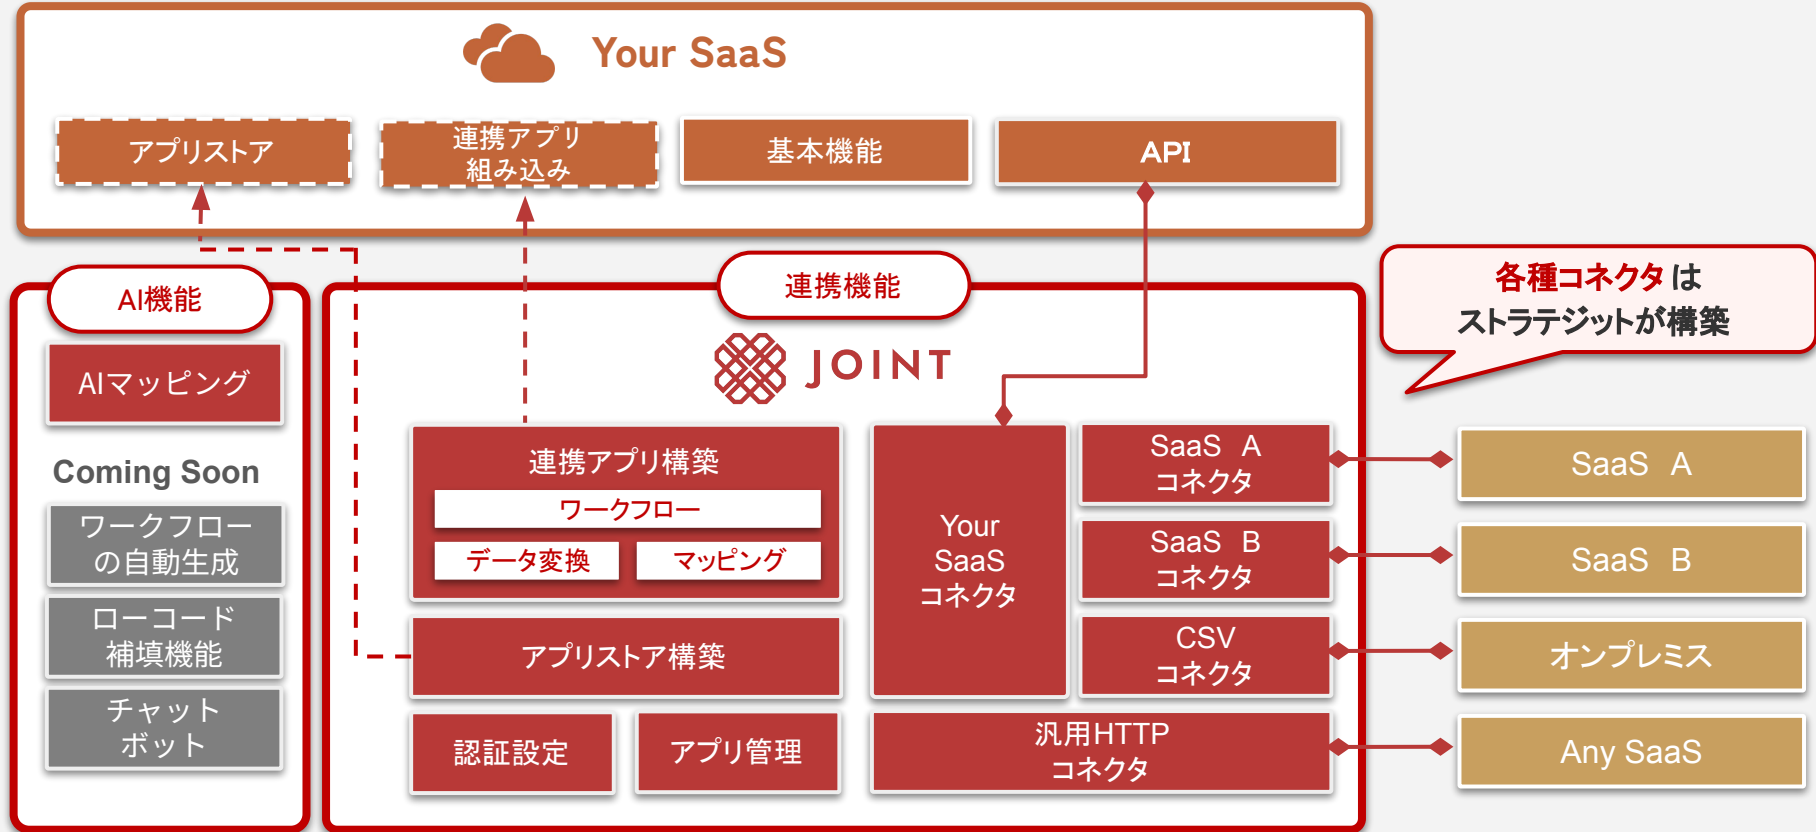 Your SaaS
アプリストア
連携アプリ
組み込み
基本機能
API
AI機能
AIマッピング
Coming Soon
ワークフロー
の自動生成
ローコード
補填機能
チャット
ボット
連携機能
JOINT
連携アプリ構築
ワークフロー
データ変換
マッピング
アプリストア構築
認証設定
アプリ管理
Your
SaaS
コネクタ
SaaS A
コネクタ
SaaS B
コネクタ
CSV
コネクタ
汎用HTTP
コネクタ
各種コネクタは
ストラテジットが構築
SaaS A
SaaS B
オンプレミス
Any SaaS